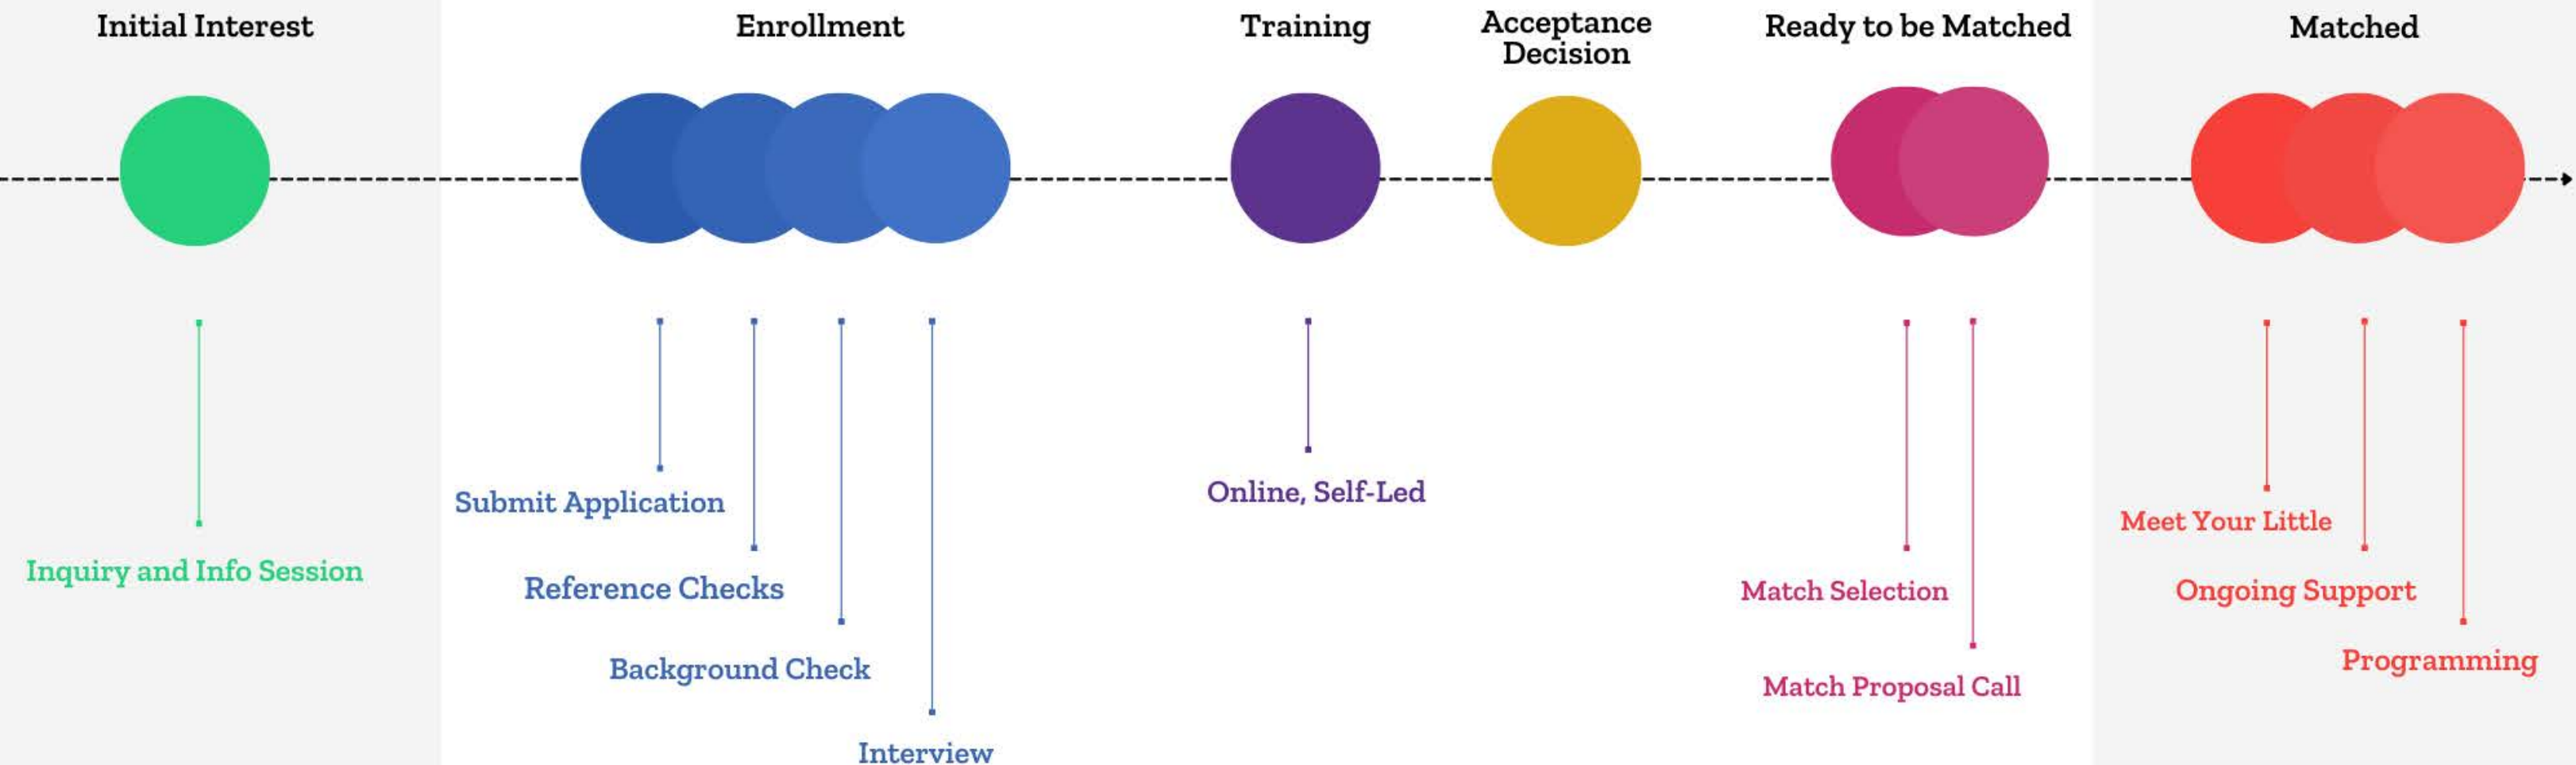 Initial Interest
Enrollment
Training
Acceptance
Decision
Ready to be Matched
Matched
Inquiry and Info Session
Submit Application
Reference Checks
Background Check
Interview
Online, Self-Led
Match Selection
Match Proposal Call
Meet Your Little
Ongoing Support
Programming